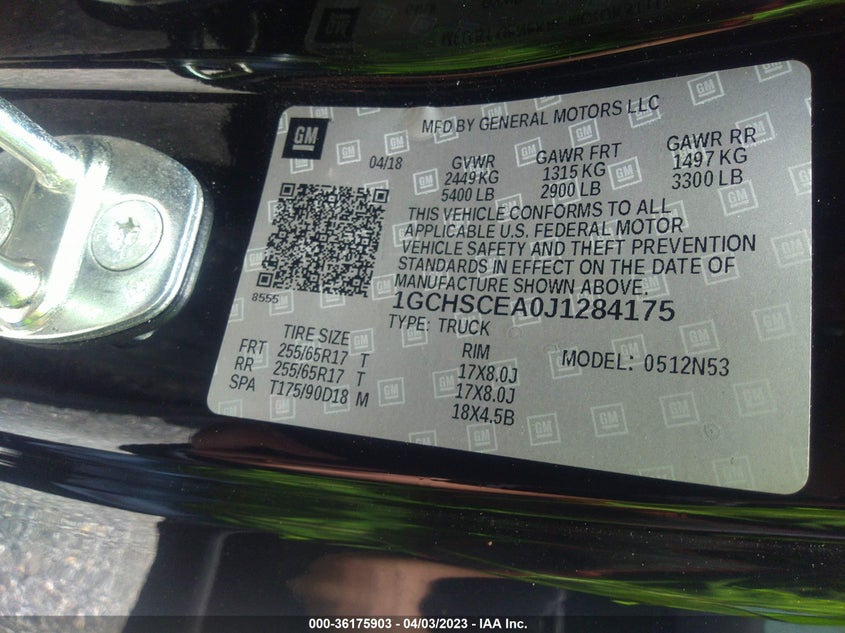 GM
MFD BY GENERAL MOTORS LLC
04/18
GVWR
2449 KG
5400 LB
GAWR FRT
1315 KG
2900 LB
GAWR RR
1497 KG
3300 LB
THIS VEHICLE CONFORMS TO ALL
APPLICABLE U.S. FEDERAL MOTOR
VEHICLE SAFETY AND THEFT PREVENTION
STANDARDS IN EFFECT ON THE DATE OF
MANUFACTURE SHOWN ABOVE.
8555
1GCHSCEA0J1284175
TYPE: TRUCK
MODEL: 0512N53
TIRE SIZE RIM
FRT 255/65R17 T 17X8.0J
RR 255/65R17 T 17X8.0J
SPA T175/90D18 M 18X4.5B
000-36175903 - 04/03/2023 - IAA Inc.